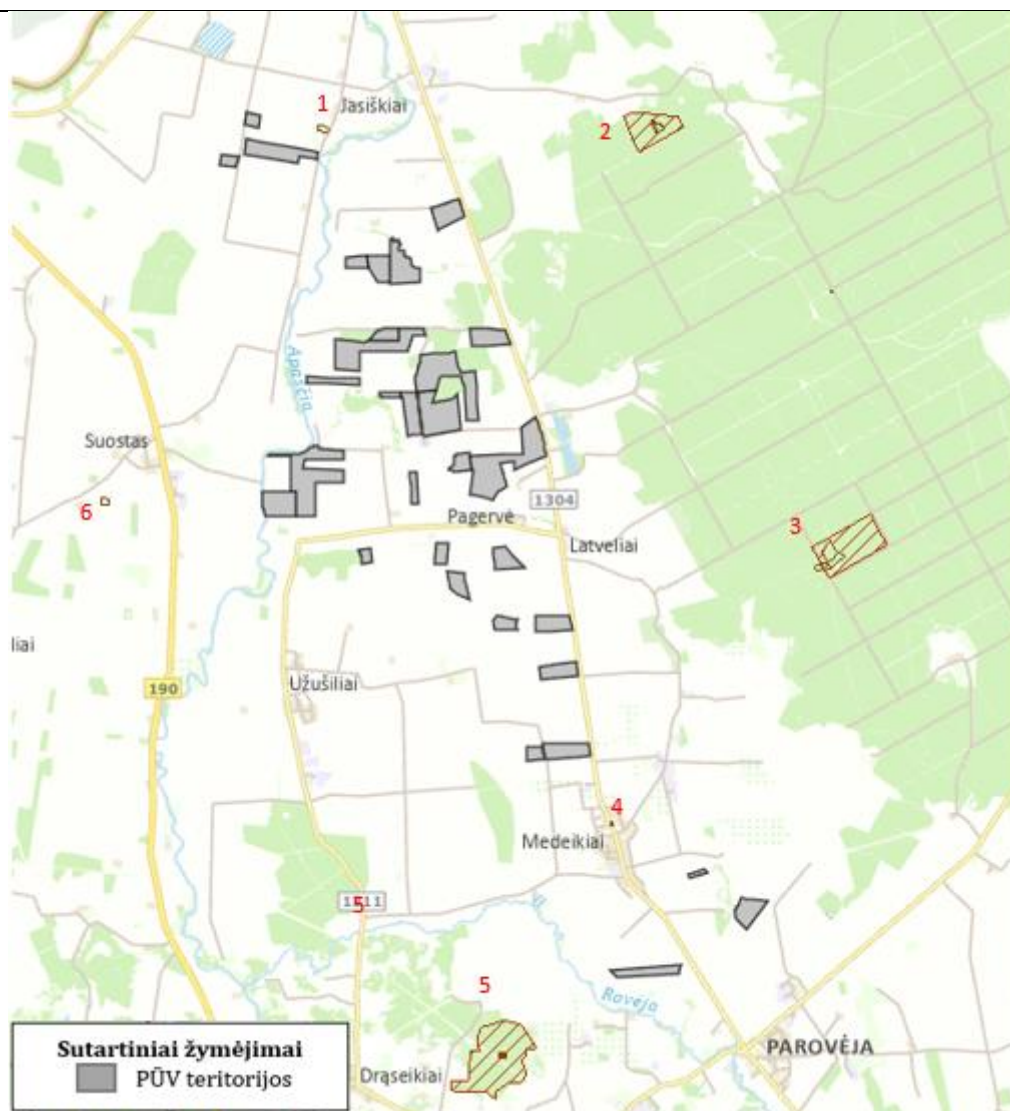 1
Jasiškiai
2
Apaščia
Suostas
6
1304
3
Pagervė
Latveliai
liai
190
Užušiliai
4
Medeikiai
5
5
Rovėja
PAROVĖJA
Drąseikiai
Sutartiniai žymėjimai
PŪV teritorijos